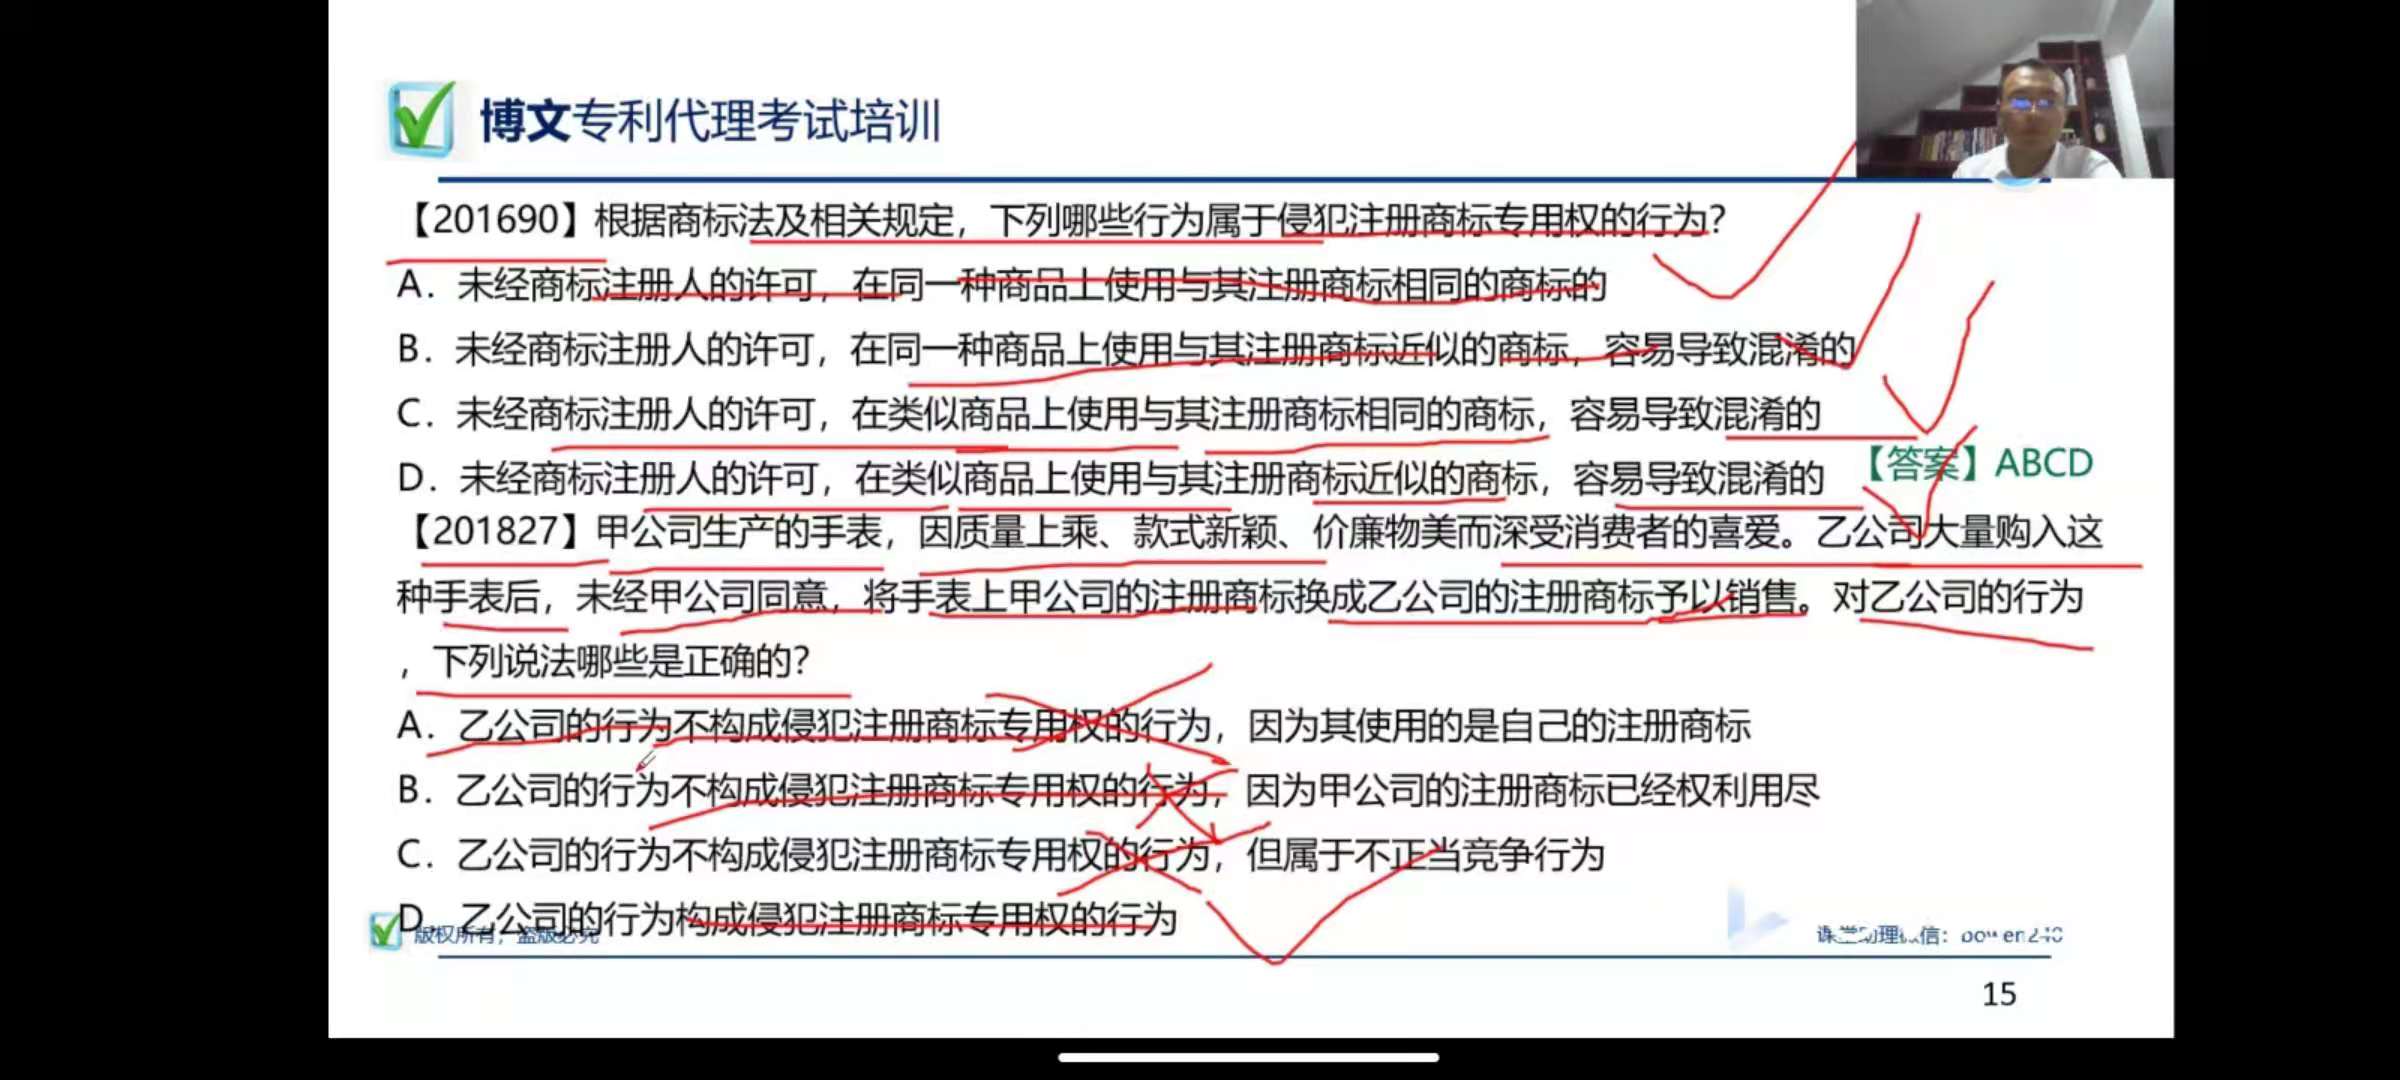 博文专利代理考试培训
【201690】根据商标法及相关规定，下列哪些行为属于侵犯注册商标专用权的行为？
A．未经商标注册人的许可，在同一种商品上使用与其注册商标相同的商标的
B．未经商标注册人的许可，在同一种商品上使用与其注册商标近似的商标，容易导致混淆的
C．未经商标注册人的许可，在类似商品上使用与其注册商标相同的商标，容易导致混淆的
D．未经商标注册人的许可，在类似商品上使用与其注册商标近似的商标，容易导致混淆的
【答案】ABCD
【201827】甲公司生产的手表，因质量上乘、款式新颖、价廉物美而深受消费者的喜爱。乙公司大量购入这
种手表后，未经甲公司同意，将手表上甲公司的注册商标换成乙公司的注册商标予以销售。对乙公司的行为
，下列说法哪些是正确的？
A．乙公司的行为不构成侵犯注册商标专用权的行为，因为其使用的是自己的注册商标
B．乙公司的行为不构成侵犯注册商标专用权的行为，因为甲公司的注册商标已经权利用尽
C．乙公司的行为不构成侵犯注册商标专用权的行为，但属于不正当竞争行为
D．乙公司的行为构成侵犯注册商标专用权的行为
版权所有，盗版必究
15